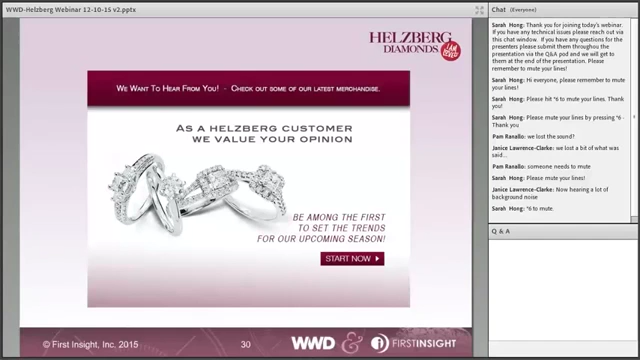 WWD-Helzberg Webinar 12-10-15 v2.pptx
HELZBERG
DIAMONDS
I AM
LOVED
WE WANT TO HEAR FROM YOU! - CHECK OUT SOME OF OUR LATEST MERCHANDISE.
AS A HELZBERG CUSTOMER
WE VALUE YOUR OPINION
BE AMONG THE FIRST
TO SET THE TRENDS
FOR OUR UPCOMING SEASON!
START NOW
© First Insight, Inc, 2015
30
WWD & FIRSTINSIGHT
Chat (Everyone)
Sarah Hong: Thank you for joining today's webinar.
If you have any technical issues please reach out via
this chat window. If you have any questions for the
presenters please submit them throughout the
presentation via the Q&A pod and we will get to
them at the end of the presentation. Please
remember to mute your lines!
Sarah Hong: Hi everyone, please remember to mute
your lines!
Sarah Hong: Please hit *6 to mute your lines. Thank
you!
Sarah Hong: Please mute your lines by pressing *6 -
Thank you
Pam Ranallo: we lost the sound?
Janice Lawrence-Clarke: we lost a bit of what was
said...
Pam Ranallo: someone needs to mute
Sarah Hong: Please mute your lines!
Janice Lawrence-Clarke: Now hearing a lot of
background noise
Sarah Hong: *6 to mute
Q & A